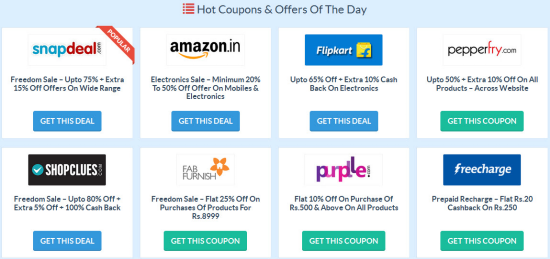 Hot Coupons & Offers Of The Day
snapdeal.com
POPULAR
Freedom Sale – Upto 75% + Extra
15% Off Offers On Wide Range
GET THIS DEAL
amazon.in
Electronics Sale – Minimum 20%
To 50% Off Offer On Mobiles &
Electronics
GET THIS DEAL
Flipkart
Upto 65% Off + Extra 10% Cash
Back On Electronics
GET THIS DEAL
pepperfry.com
Upto 50% + Extra 10% Off On All
Products – Across Website
GET THIS COUPON
SHOPCLUES.com
Freedom Sale – Upto 80% Off +
Extra 5% Off + 100% Cash Back
GET THIS DEAL
FAB
FURNISH
Freedom Sale – Flat 25% Off On
Purchases Of Products For
Rs.8999
GET THIS COUPON
purplle.com
Flat 10% Off On Purchase Of
Rs.500 & Above On All Products
GET THIS COUPON
freecharge
Prepaid Recharge – Flat Rs.20
Cashback On Rs.250
GET THIS COUPON